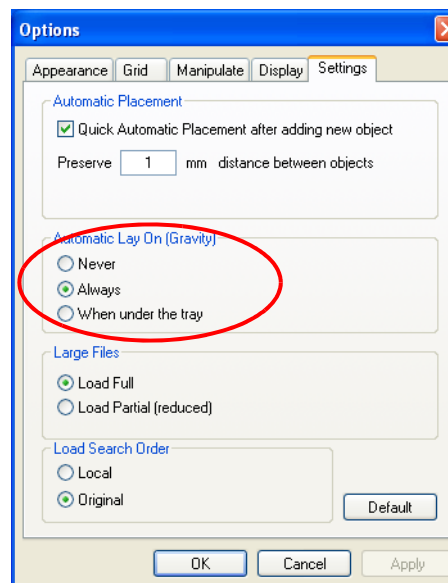 Options
Appearance Grid Manipulate Display Settings
Automatic Placement
Quick Automatic Placement after adding new object
Preserve 1 mm distance between objects
Automatic Lay On (Gravity)
Never
Always
When under the tray
Large Files
Load Full
Load Partial (reduced)
Load Search Order
Local
Original
Default
OK Cancel Apply